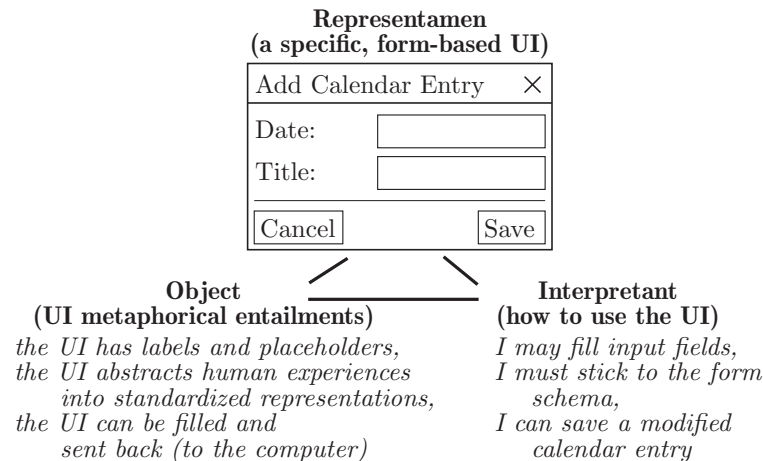 Representamen
(a specific, form-based UI)
Add Calendar Entry ×
Date:
Title:
Cancel Save
Object
(UI metaphorical entailments)
the UI has labels and placeholders,
the UI abstracts human experiences
into standardized representations,
the UI can be filled and
sent back (to the computer)
Interpretant
(how to use the UI)
I may fill input fields,
I must stick to the form
schema,
I can save a modified
calendar entry